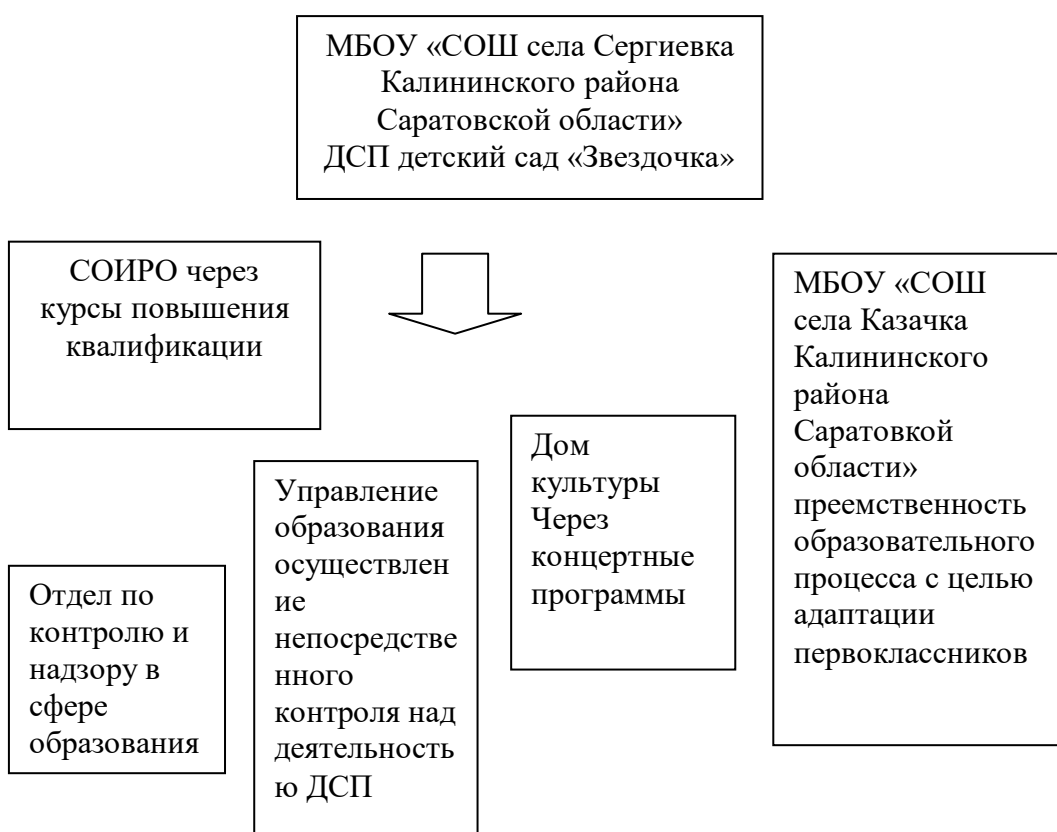 МБОУ «СОШ села Сергиевка
Калининского района
Саратовской области»
ДСП детский сад «Звездочка»
СОИРО через
курсы повышения
квалификации
МБОУ «СОШ
села Казачка
Калининского
района
Саратовкой
области»
преемственность
образовательного
процесса с целью
адаптации
первоклассников
Дом
культуры
Через
концертные
программы
Управление
образования
осуществлен
ие
непосредстве
нного
контроля над
деятельность
ю ДСП
Отдел по
контролю и
надзору в
сфере
образования